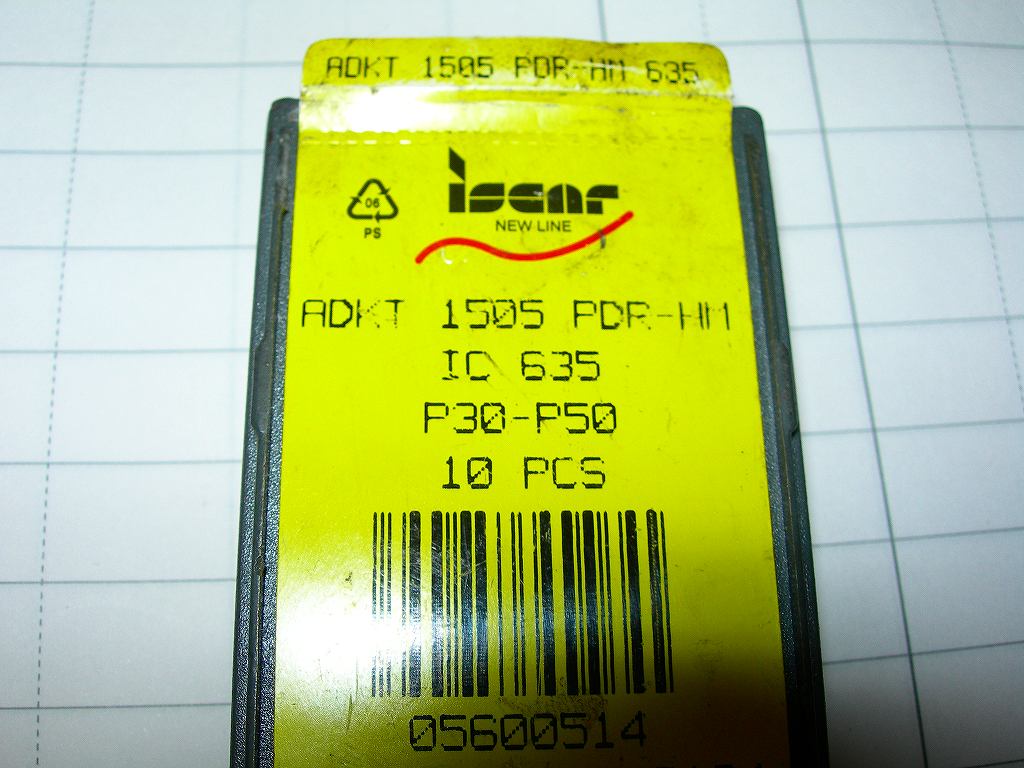 ADKT 1505 PDR-HM 635
iscar
NEW LINE
06
PS
ADKT 1505 PDR-HM
IC 635
P30-P50
10 PCS
05600514